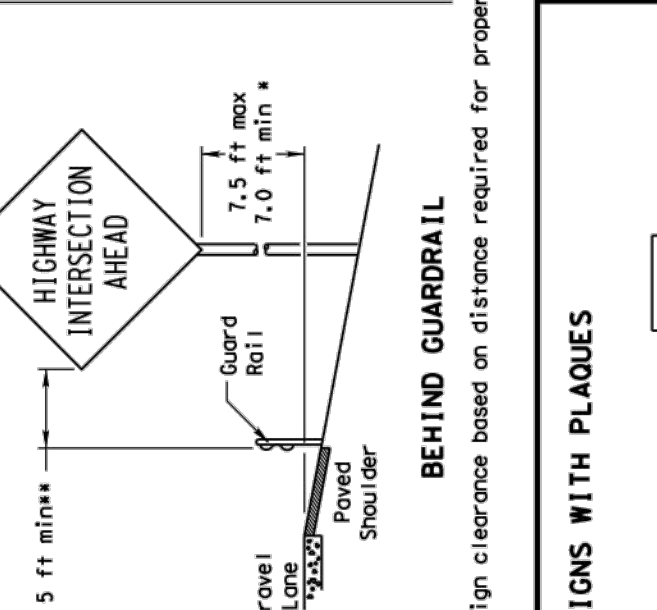 HIGHWAY
INTERSECTION
AHEAD
7.5 ft max
7.0 ft min *
Guard
Rail
5 ft min**
Paved
Shoulder
ravel
Lane
BEHIND GUARDRAIL
ign clearance based on distance required for proper
IGNS WITH PLAQUES